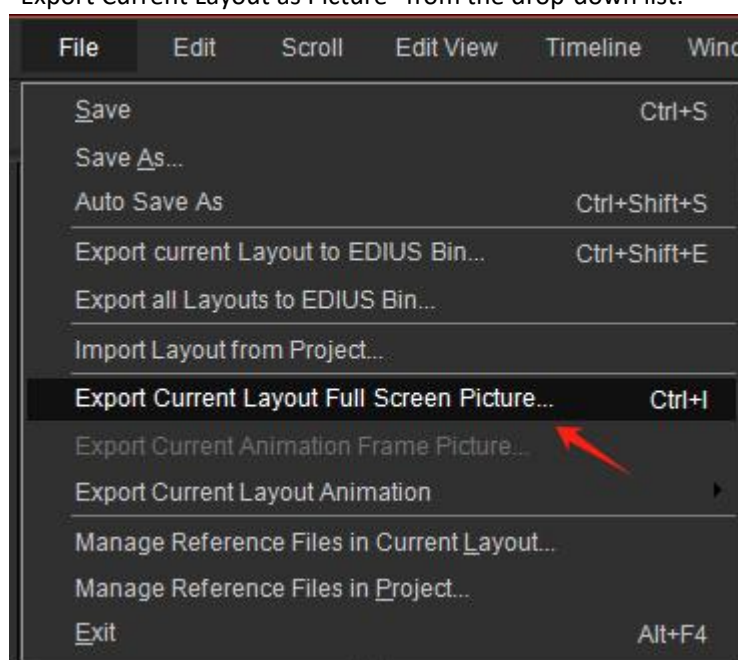 Export Current Layout as Picture" from the drop-down list.
File Edit Scroll Edit View Timeline
Save Ctrl+S
Save As...
Auto Save As Ctrl+Shift+S
Export current Layout to EDIUS Bin... Ctrl+Shift+E
Export all Layouts to EDIUS Bin...
Import Layout from Project...
Export Current Layout Full Screen Picture... Ctrl+I
Export Current Animation Frame Picture...
Export Current Layout Animation
Manage Reference Files in Current Layout...
Manage Reference Files in Project...
Exit Alt+F4